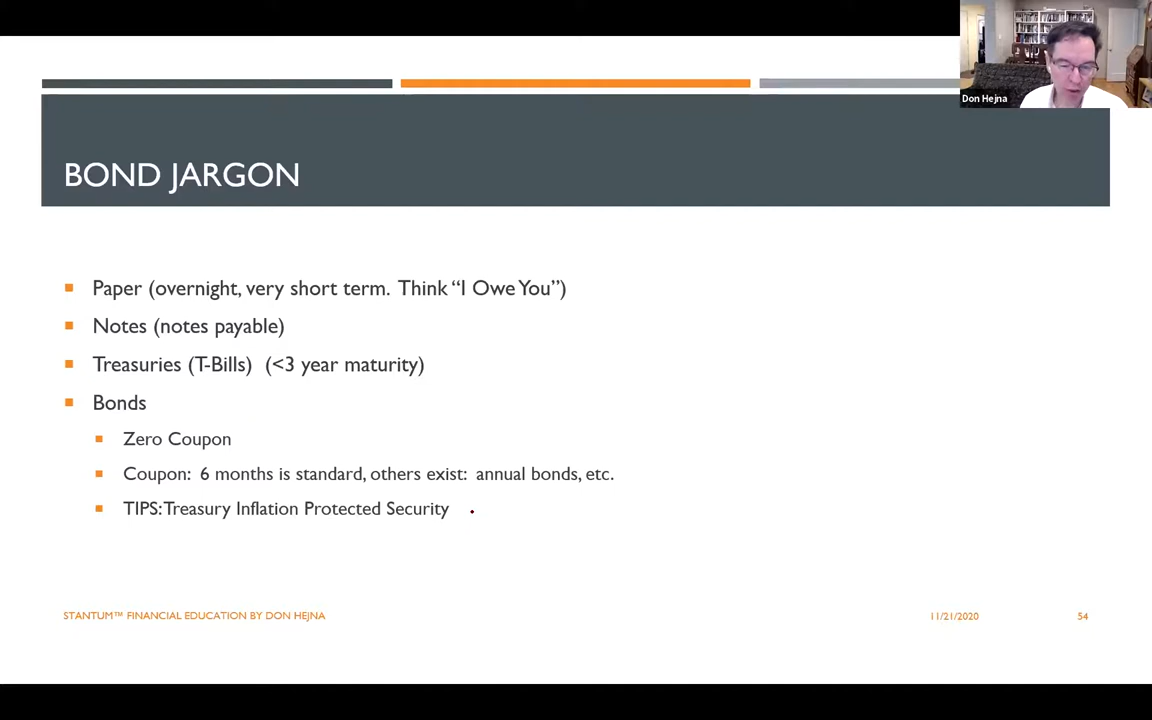 Don Hejna
BOND JARGON
Paper (overnight, very short term. Think “I Owe You”)
Notes (notes payable)
Treasuries (T-Bills) (<3 year maturity)
Bonds
Zero Coupon
Coupon: 6 months is standard, others exist: annual bonds, etc.
TIPS: Treasury Inflation Protected Security
STANTUM™ FINANCIAL EDUCATION BY DON HEJNA
11/21/2020
54